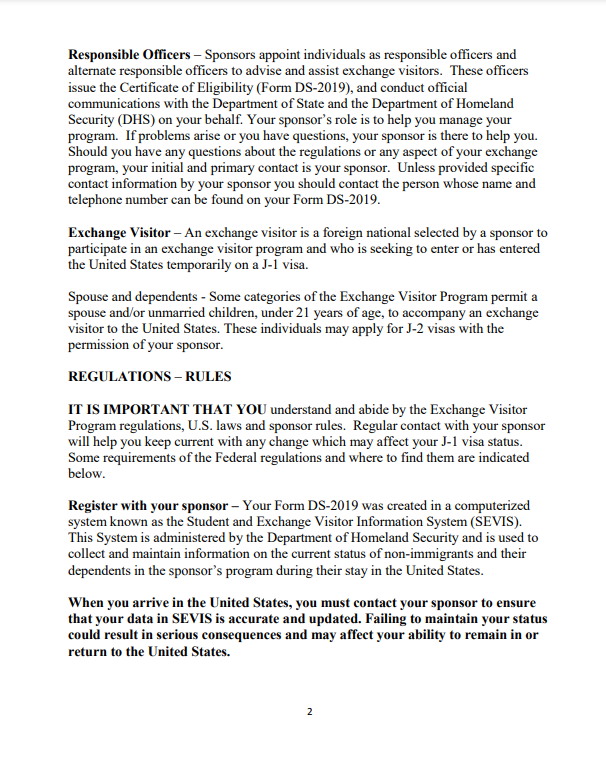 Responsible Officers – Sponsors appoint individuals as responsible officers and
alternate responsible officers to advise and assist exchange visitors.  These officers
issue the Certificate of Eligibility (Form DS-2019), and conduct official
communications with the Department of State and the Department of Homeland
Security (DHS) on your behalf. Your sponsor’s role is to help you manage your
program.  If problems arise or you have questions, your sponsor is there to help you.
Should you have any questions about the regulations or any aspect of your exchange
program, your initial and primary contact is your sponsor.  Unless provided specific
contact information by your sponsor you should contact the person whose name and
telephone number can be found on your Form DS-2019.
Exchange Visitor – An exchange visitor is a foreign national selected by a sponsor to
participate in an exchange visitor program and who is seeking to enter or has entered
the United States temporarily on a J-1 visa.
Spouse and dependents - Some categories of the Exchange Visitor Program permit a
spouse and/or unmarried children, under 21 years of age, to accompany an exchange
visitor to the United States. These individuals may apply for J-2 visas with the
permission of your sponsor.
REGULATIONS – RULES
IT IS IMPORTANT THAT YOU understand and abide by the Exchange Visitor
Program regulations, U.S. laws and sponsor rules.  Regular contact with your sponsor
will help you keep current with any change which may affect your J-1 visa status.
Some requirements of the Federal regulations and where to find them are indicated
below.
Register with your sponsor – Your Form DS-2019 was created in a computerized
system known as the Student and Exchange Visitor Information System (SEVIS).
This System is administered by the Department of Homeland Security and is used to
collect and maintain information on the current status of non-immigrants and their
dependents in the sponsor’s program during their stay in the United States.
When you arrive in the United States, you must contact your sponsor to ensure
that your data in SEVIS is accurate and updated. Failing to maintain your status
could result in serious consequences and may affect your ability to remain in or
return to the United States.
2